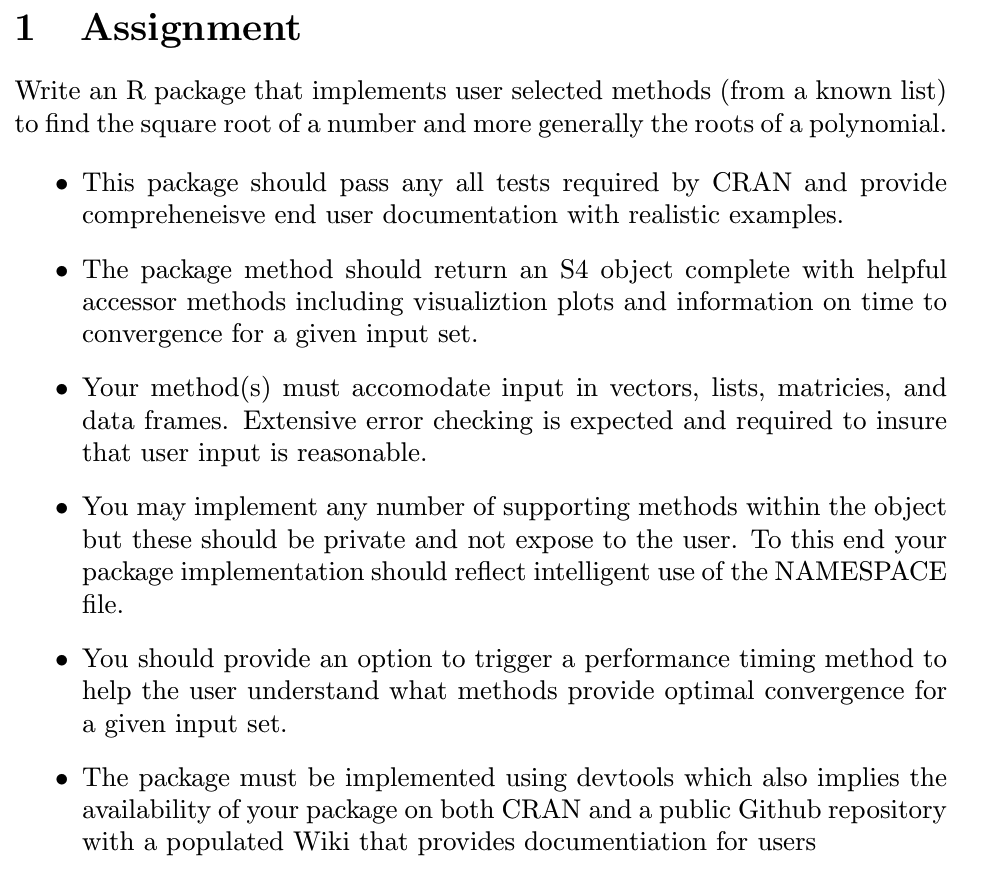 1 Assignment
Write an R package that implements user selected methods (from a known list)
to find the square root of a number and more generally the roots of a polynomial.
• This package should pass any all tests required by CRAN and provide
compreheneisve end user documentation with realistic examples.
• The package method should return an S4 object complete with helpful
accessor methods including visualiztion plots and information on time to
convergence for a given input set.
• Your method(s) must accomodate input in vectors, lists, matricies, and
data frames. Extensive error checking is expected and required to insure
that user input is reasonable.
• You may implement any number of supporting methods within the object
but these should be private and not expose to the user. To this end your
package implementation should reflect intelligent use of the NAMESPACE
file.
• You should provide an option to trigger a performance timing method to
help the user understand what methods provide optimal convergence for
a given input set.
• The package must be implemented using devtools which also implies the
availability of your package on both CRAN and a public Github repository
with a populated Wiki that provides documentiation for users